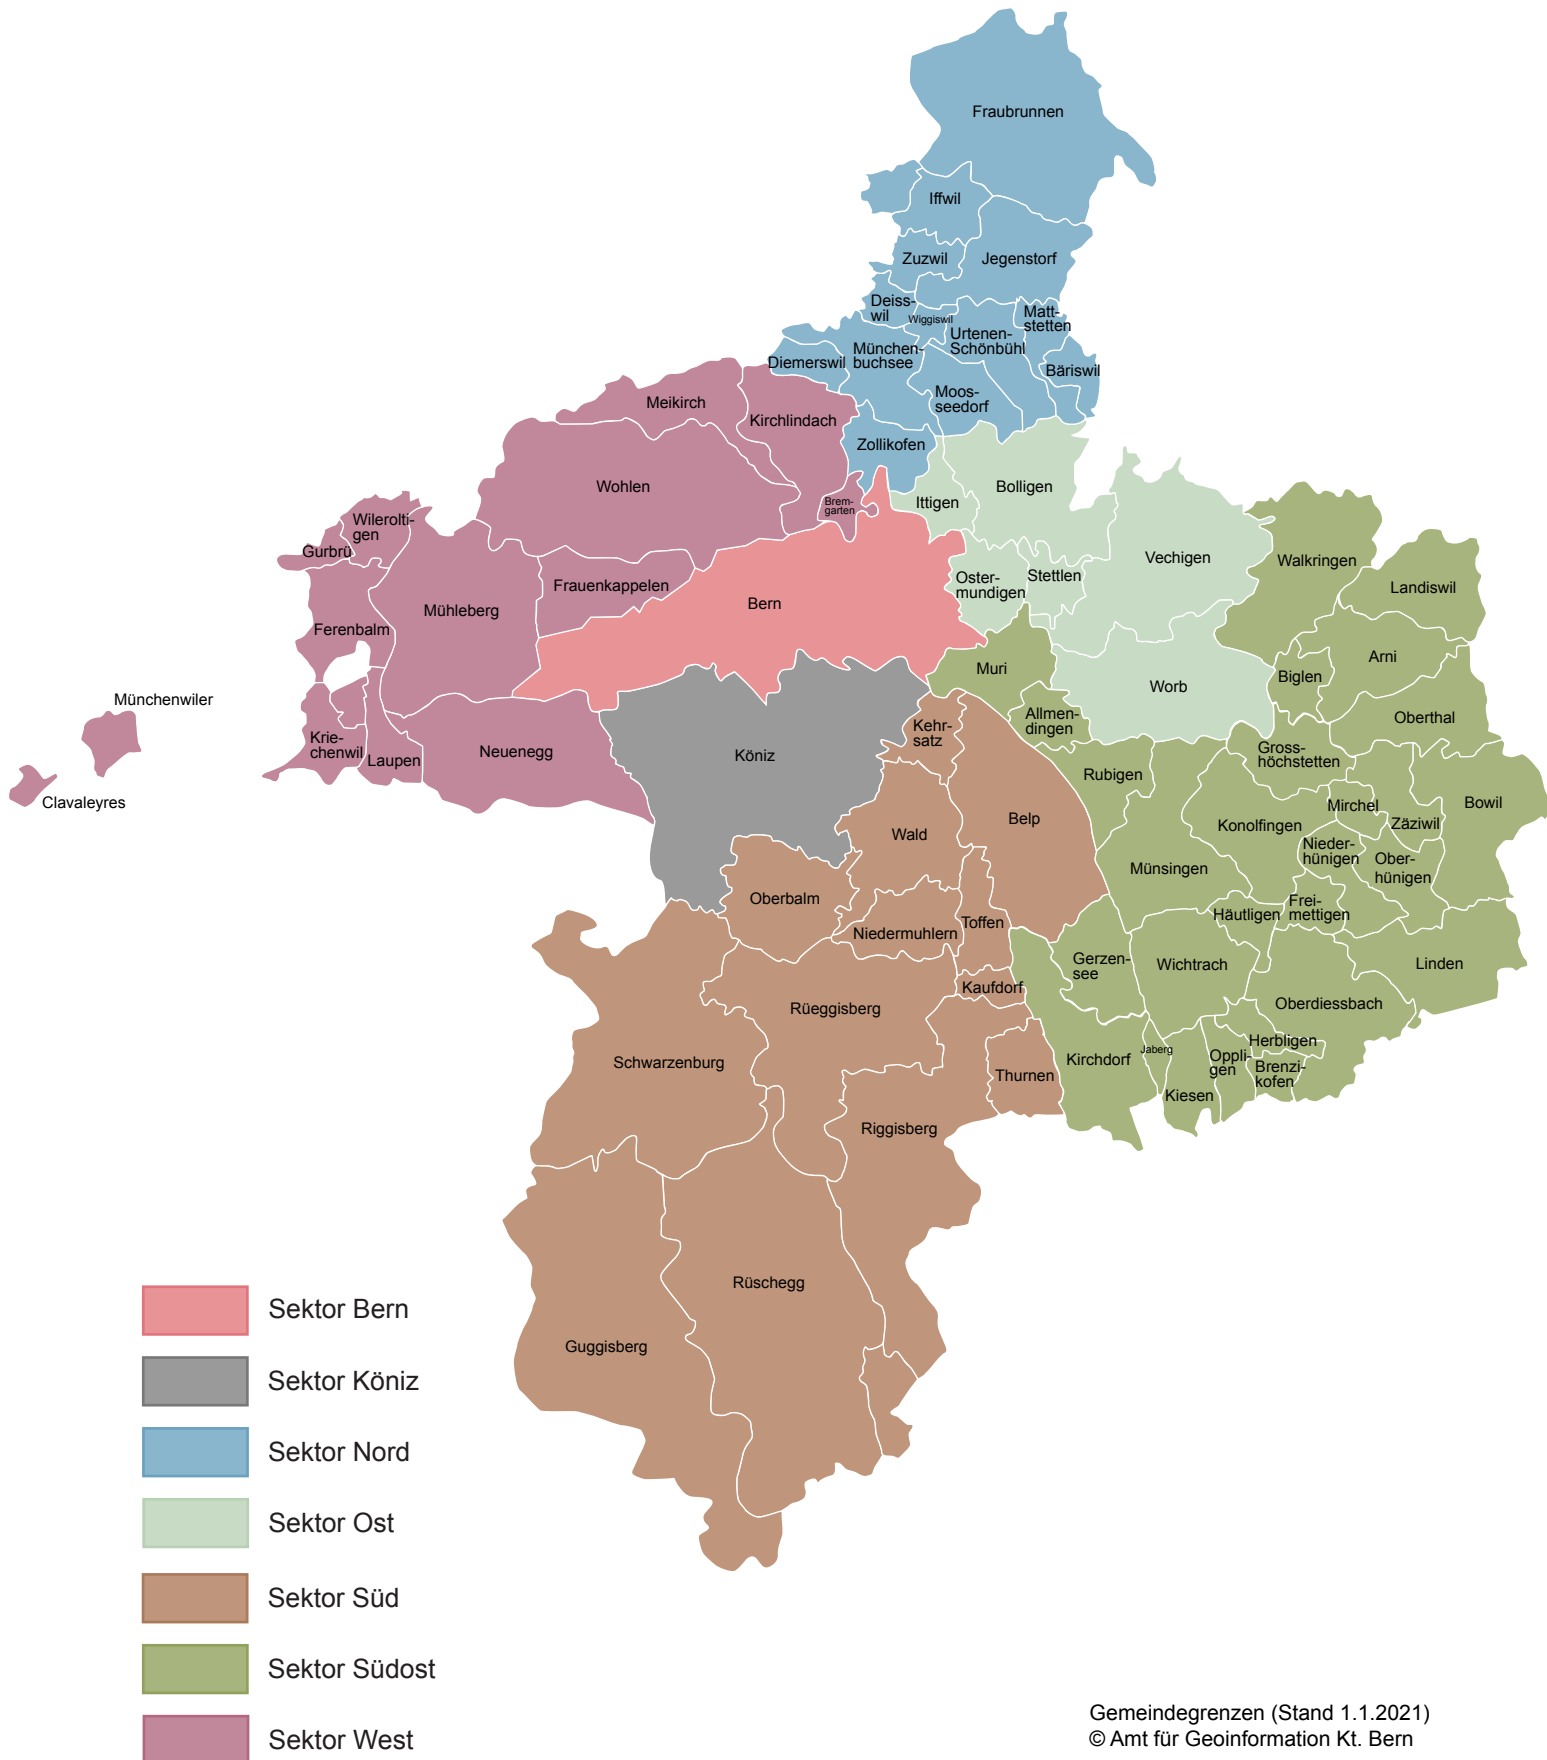 Fraubrunnen
Iffwil
Zuzwil
Jegenstorf
Deiss-
wil
Wiggiswil
Matt-
stetten
Urtenen-
Schönbühl
München-
buchsee
Diemerswil
Bäriswil
Moos-
seedorf
Meikirch
Kirchlindach
Zollikofen
Wohlen
Ittigen
Bolligen
Brem-
garten
Wilerolti-
gen
Gurbrü
Vechigen
Walkringen
Frauenkappelen
Oster-
mundigen
Stettlen
Landiswil
Mühleberg
Bern
Ferenbalm
Muri
Biglen
Arni
Worb
Münchenwiler
Allmen-
dingen
Oberthal
Krie-
chenwil
Laupen
Neuenegg
Köniz
Kehr-
satz
Gross-
höchstetten
Rubigen
Clavaleyres
Mirchel
Bowil
Wald
Belp
Konolfingen
Zäziwil
Münsingen
Nieder-
hünigen
Ober-
hünigen
Oberbalm
Häutligen
Frei-
mettigen
Niedermuhlern
Toffen
Gerzen-
see
Wichtrach
Linden
Kaufdorf
Oberdiessbach
Rüeggisberg
Schwarzenburg
Thurnen
Kirchdorf
Jaberg
Oppli-
gen
Herbligen
Brenzi-
kofen
Kiesen
Riggisberg
Rüschegg
Guggisberg
Sektor Bern
Sektor Köniz
Sektor Nord
Sektor Ost
Sektor Süd
Sektor Südost
Sektor West
Gemeindegrenzen (Stand 1.1.2021)
© Amt für Geoinformation Kt. Bern